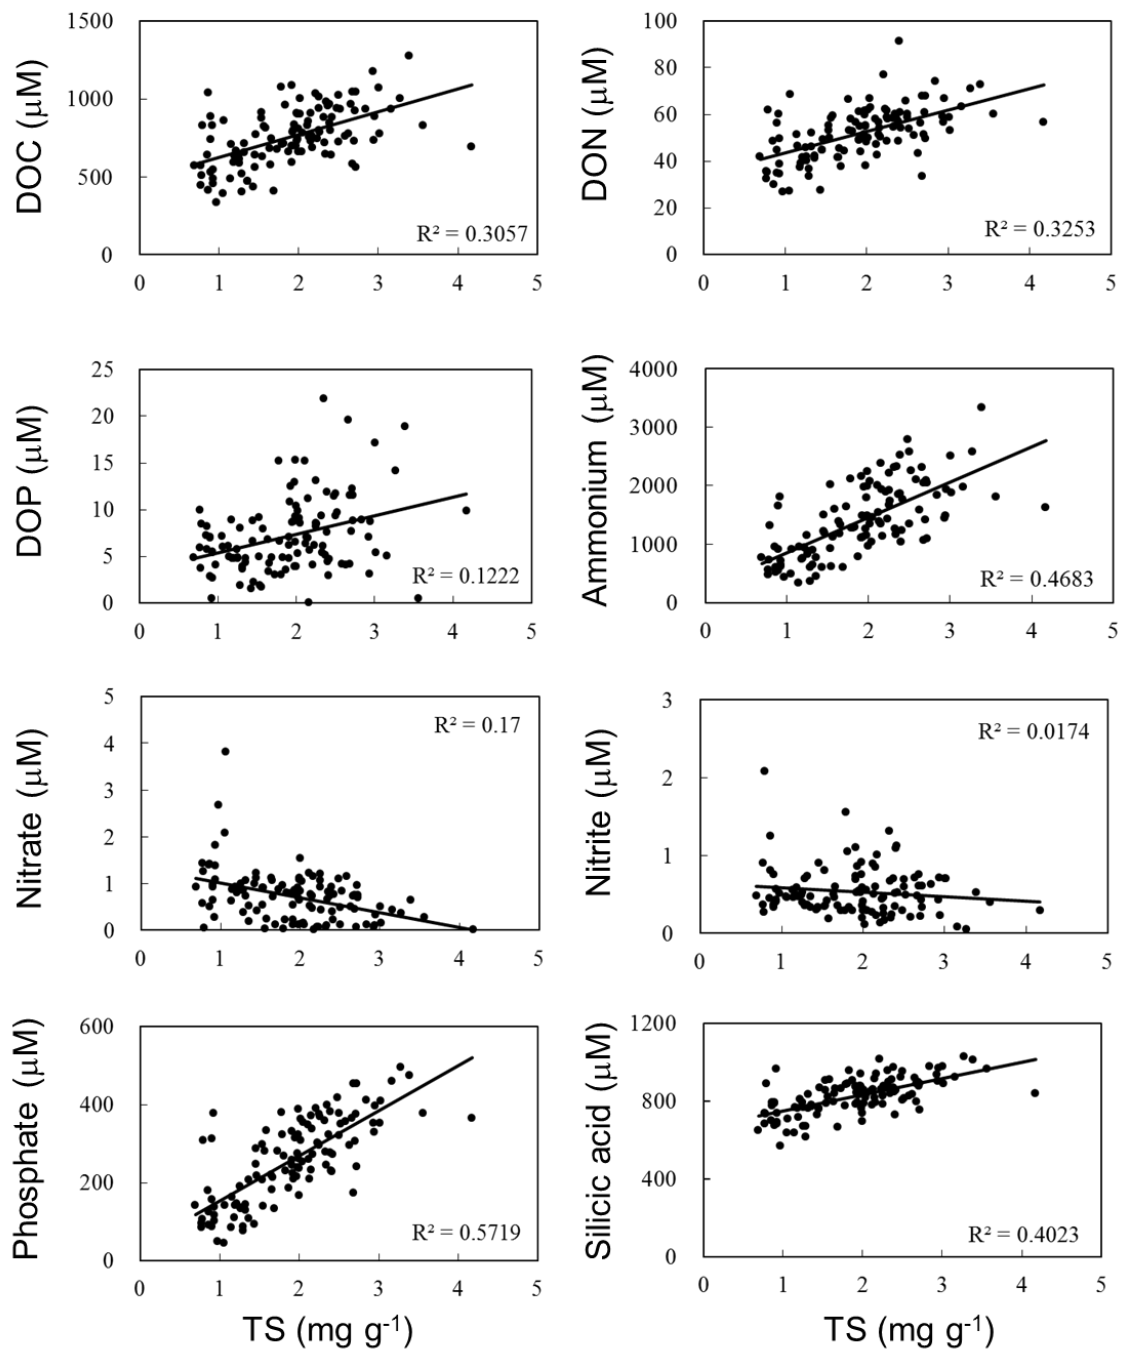 DOC (μM)
1500
1000
500
0
R² = 0.3057
0 1 2 3 4 5
DON (μM)
100
80
60
40
20
0
R² = 0.3253
0 1 2 3 4 5
DOP (μM)
25
20
15
10
5
0
R² = 0.1222
0 1 2 3 4 5
Ammonium (μM)
4000
3000
2000
1000
0
R² = 0.4683
0 1 2 3 4 5
Nitrate (μM)
5
4
3
2
1
0
R² = 0.17
0 1 2 3 4 5
Nitrite (μM)
3
2
1
0
R² = 0.0174
0 1 2 3 4 5
Phosphate (μM)
600
400
200
0
R² = 0.5719
0 1 2 3 4 5
TS (mg g⁻¹)
Silicic acid (μM)
1200
800
400
0
R² = 0.4023
0 1 2 3 4 5
TS (mg g⁻¹)